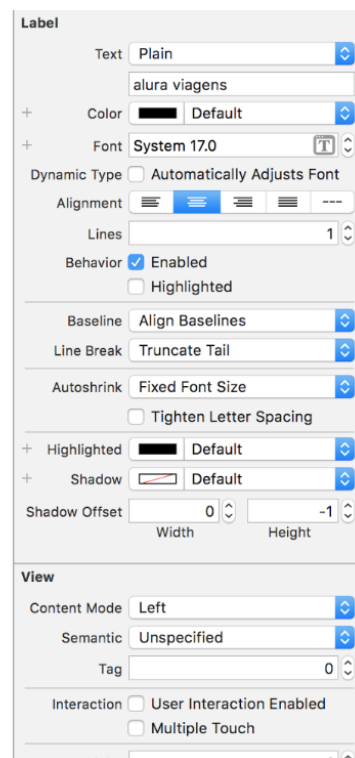 Label
Text Plain
alura viagens
+ Color Default
+ Font System 17.0 T
Dynamic Type Automatically Adjusts Font
Alignment ---
Lines 1
Behavior Enabled
Highlighted
Baseline Align Baselines
Line Break Truncate Tail
Autoshrink Fixed Font Size
Tighten Letter Spacing
+ Highlighted Default
+ Shadow Default
Shadow Offset 0 -1
Width Height
View
Content Mode Left
Semantic Unspecified
Tag 0
Interaction User Interaction Enabled
Multiple Touch